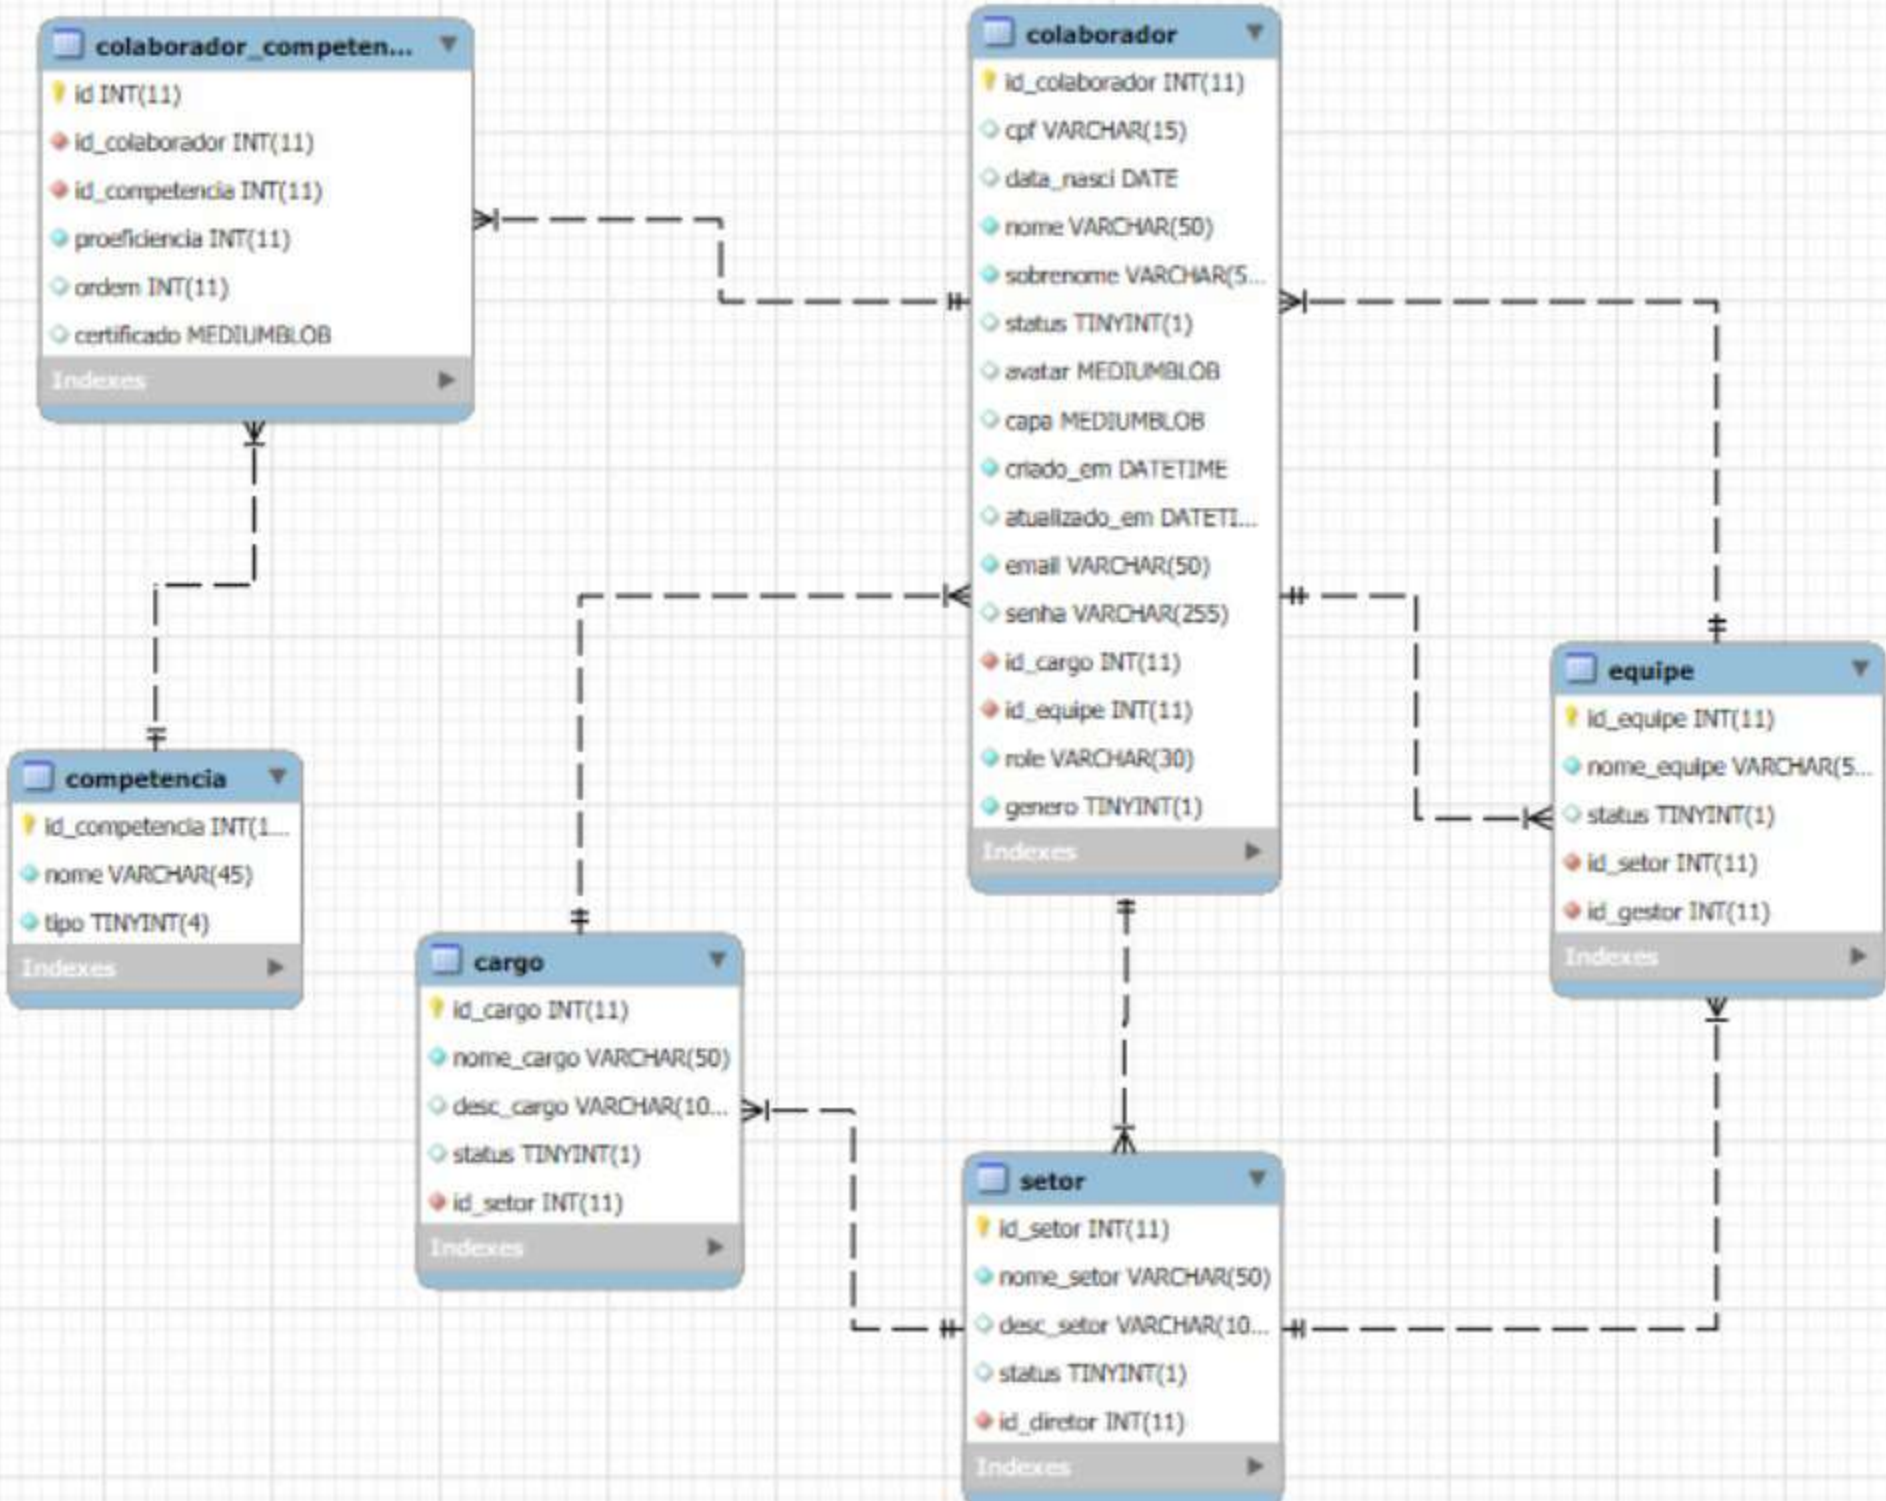 colaborador_competen...
id INT(11)
id_colaborador INT(11)
id_competencia INT(11)
proeficiencia INT(11)
ordem INT(11)
certificado MEDIUMBLOB
Indexes
colaborador
id_colaborador INT(11)
cpf VARCHAR(15)
data_nasci DATE
nome VARCHAR(50)
sobrenome VARCHAR(5...
status TINYINT(1)
avatar MEDIUMBLOB
capa MEDIUMBLOB
criado_em DATETIME
atualizado_em DATETI...
email VARCHAR(50)
senha VARCHAR(255)
id_cargo INT(11)
id_equipe INT(11)
role VARCHAR(30)
genero TINYINT(1)
Indexes
equipe
id_equipe INT(11)
nome_equipe VARCHAR(5...
status TINYINT(1)
id_setor INT(11)
id_gestor INT(11)
Indexes
competencia
id_competencia INT(1...
nome VARCHAR(45)
tipo TINYINT(4)
Indexes
cargo
id_cargo INT(11)
nome_cargo VARCHAR(50)
desc_cargo VARCHAR(10...
status TINYINT(1)
id_setor INT(11)
Indexes
setor
id_setor INT(11)
nome_setor VARCHAR(50)
desc_setor VARCHAR(10...
status TINYINT(1)
id_diretor INT(11)
Indexes